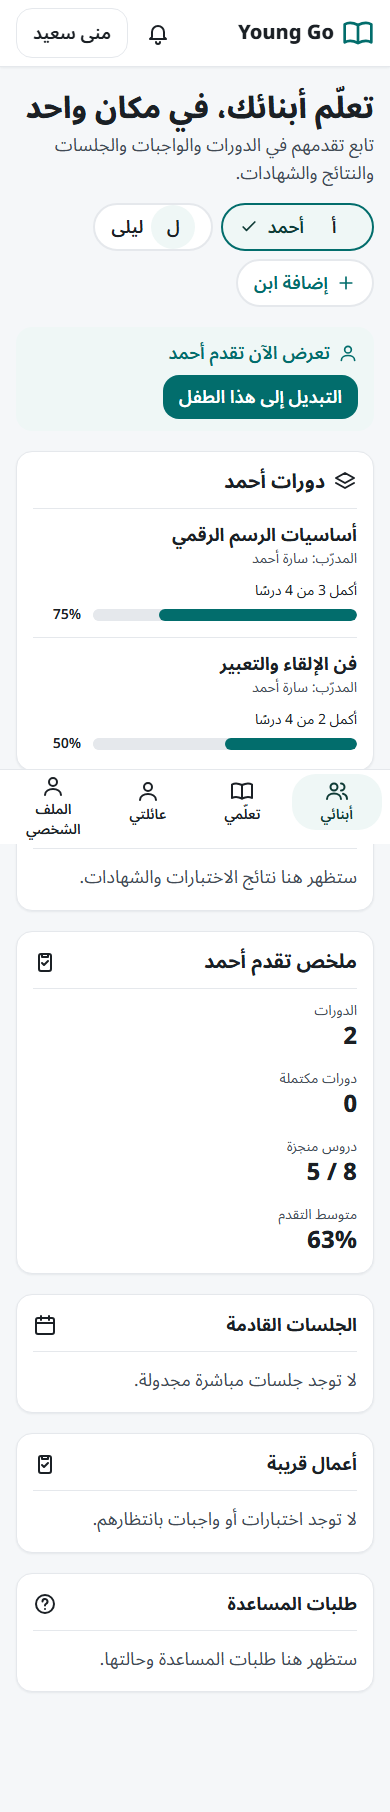 Young Go
منى سعيد
تعلّم أبنائك، في مكان واحد
تابع تقدمهم في الدورات والواجبات والجلسات
والنتائج والشهادات.
أ أحمد
ل ليلى
إضافة ابن
تعرض الآن تقدم أحمد
التبديل إلى هذا الطفل
دورات أحمد
أساسيات الرسم الرقمي
المدرّب: سارة أحمد
أكمل 3 من 4 درسًا
75%
فن الإلقاء والتعبير
المدرّب: سارة أحمد
أكمل 2 من 4 درسًا
50%
أبنائي
تعلّمي
عائلتي
الملف
الشخصي
ستظهر هنا نتائج الاختبارات والشهادات.
ملخص تقدم أحمد
الدورات
2
دورات مكتملة
0
دروس منجزة
5 / 8
متوسط التقدم
63%
الجلسات القادمة
لا توجد جلسات مباشرة مجدولة.
أعمال قريبة
لا توجد اختبارات أو واجبات بانتظارهم.
طلبات المساعدة
ستظهر هنا طلبات المساعدة وحالتها.